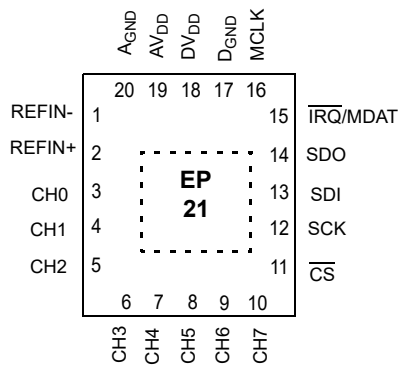 AGND AVDD DVDD DGND MCLK
20 19 18 17 16
REFIN- 1 15 I̅R̅Q̅/MDAT
REFIN+ 2 EP 14 SDO
21
CH0 3 13 SDI
CH1 4 12 SCK
CH2 5 11 C̅S̅
6 7 8 9 10
CH3 CH4 CH5 CH6 CH7